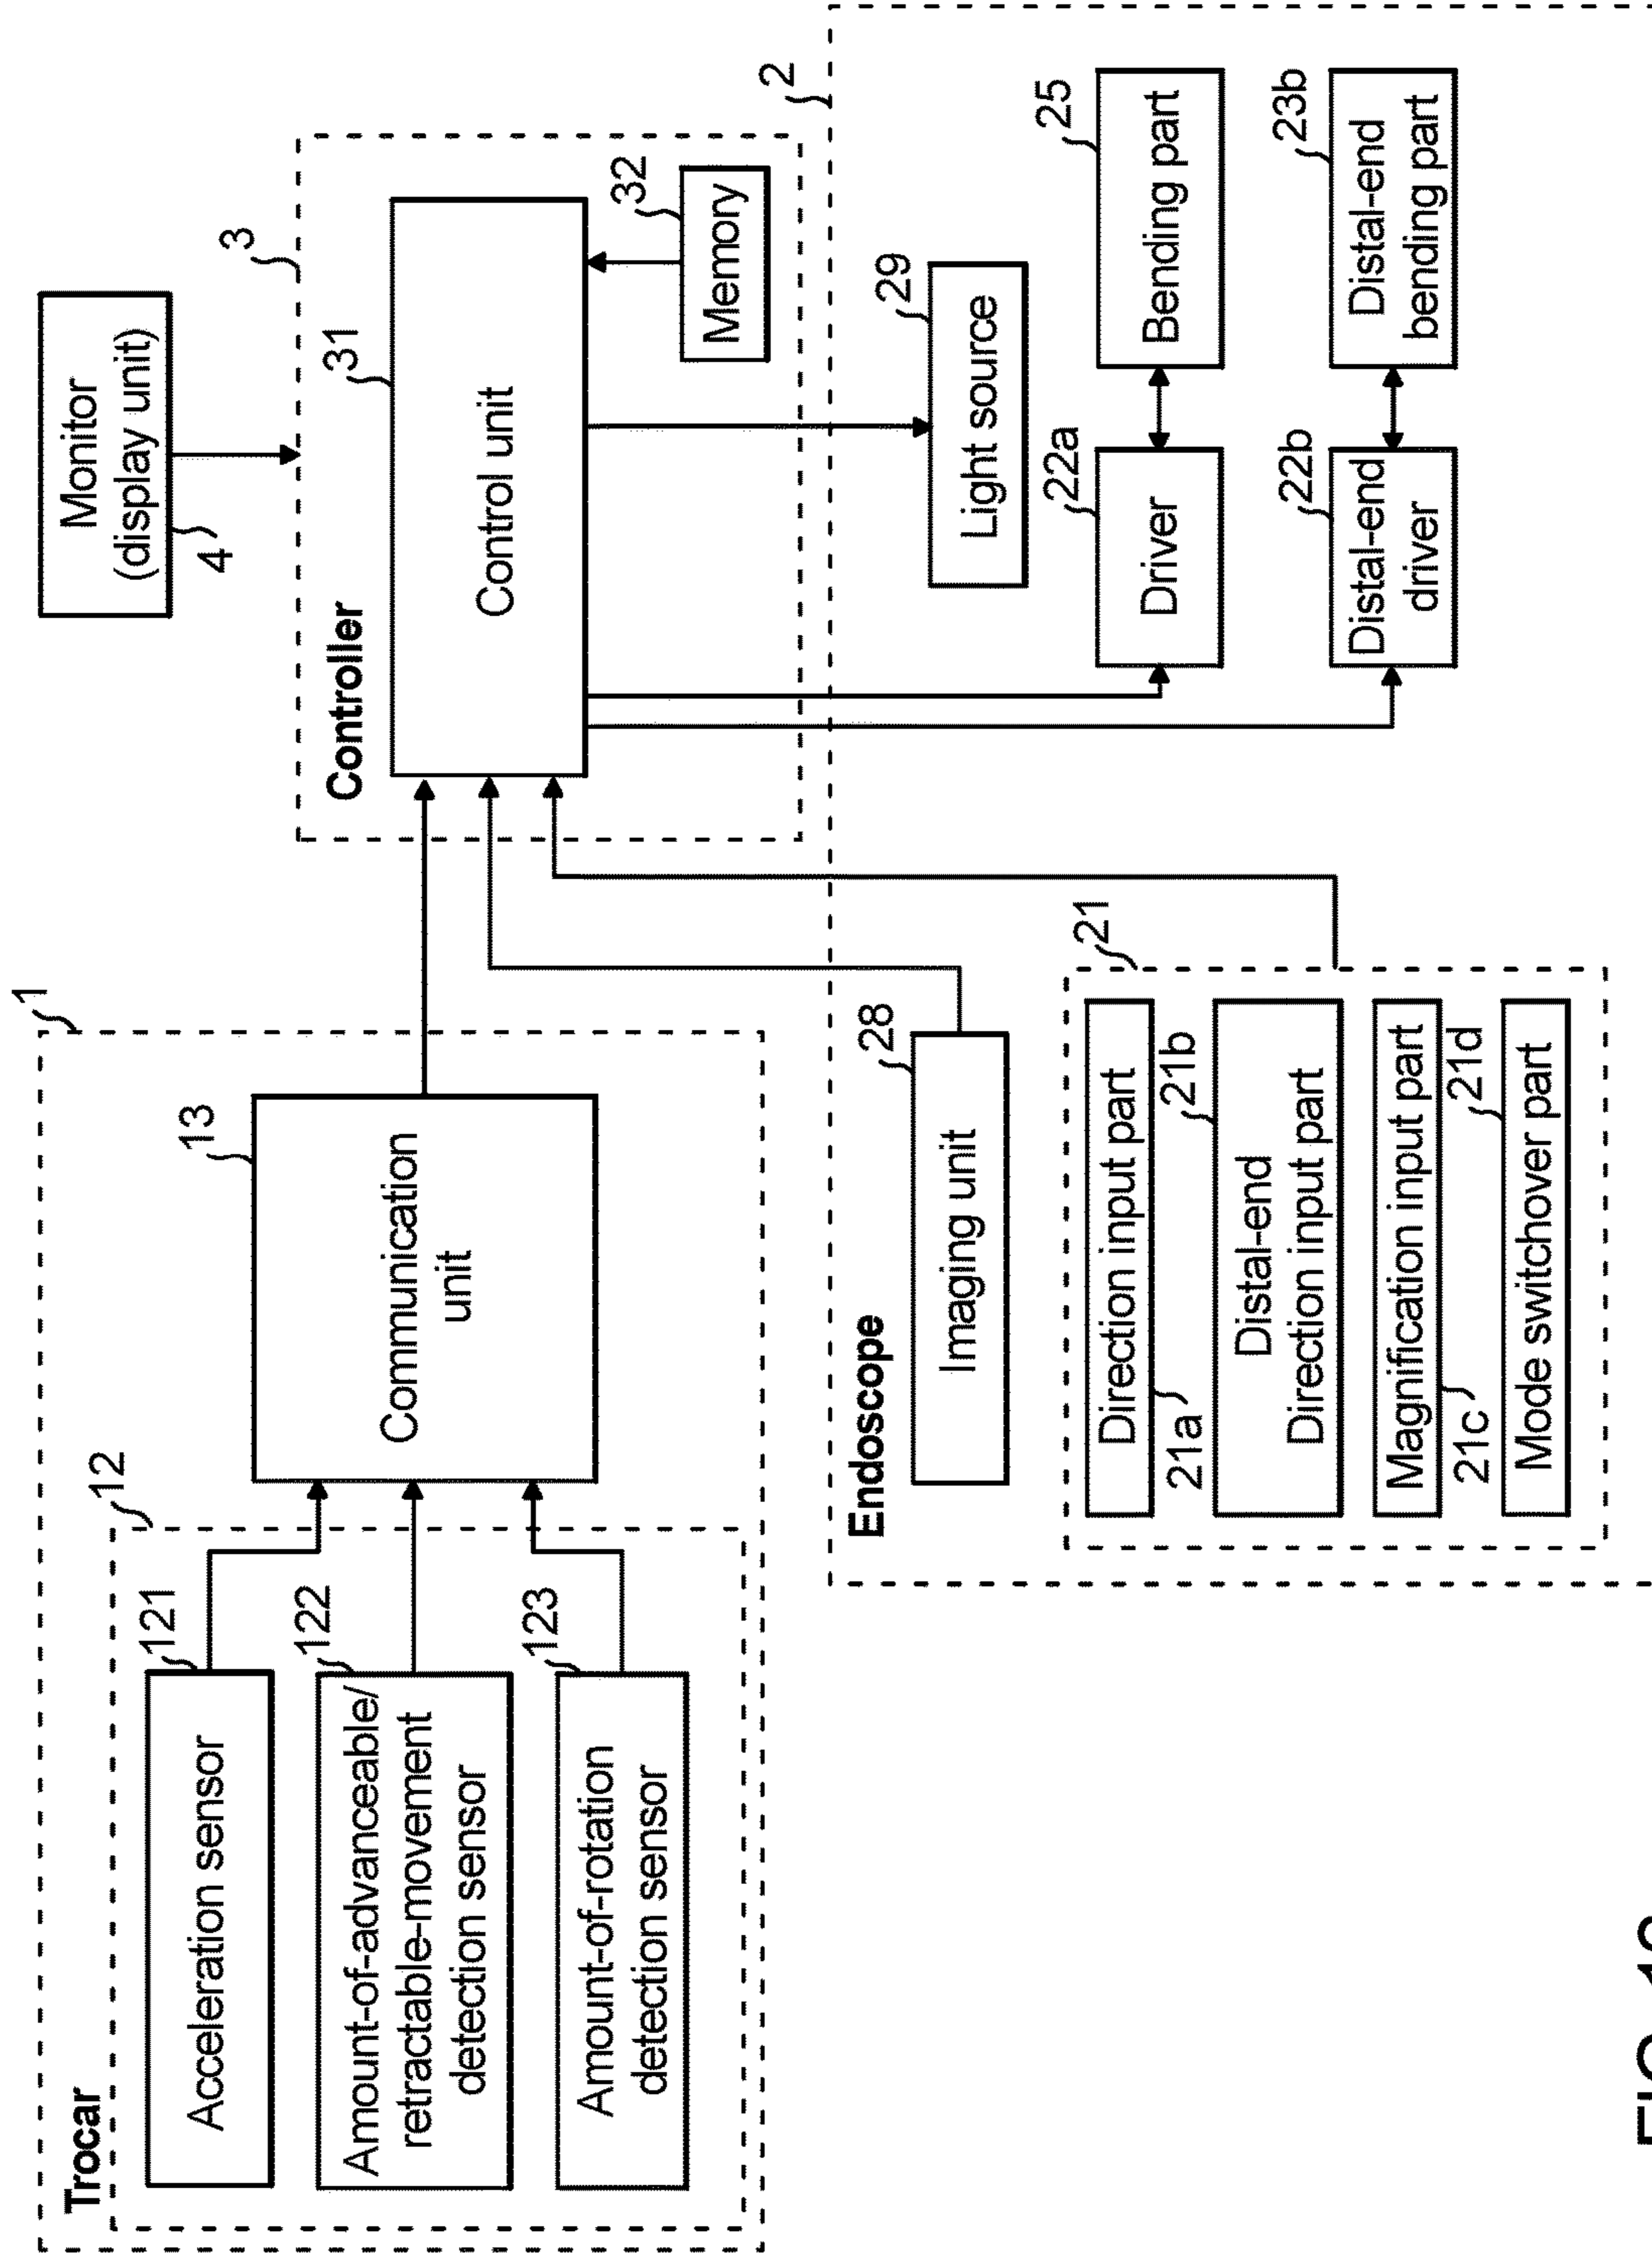 Trocar
1
12
Acceleration sensor
121
Amount-of-advanceable/
retractable-movement
detection sensor
122
Amount-of-rotation
detection sensor
123
Communication
unit
13
Monitor
(display unit)
4
Controller
3
Control unit
31
Memory
32
Endoscope
2
Imaging unit
28
21
Direction input part
21a
21b
Distal-end
Direction input part
Magnification input part
21c
21d
Mode switchover part
Light source
29
Driver
22a
Bending part
25
Distal-end
driver
22b
Distal-end
bending part
23b
FIG